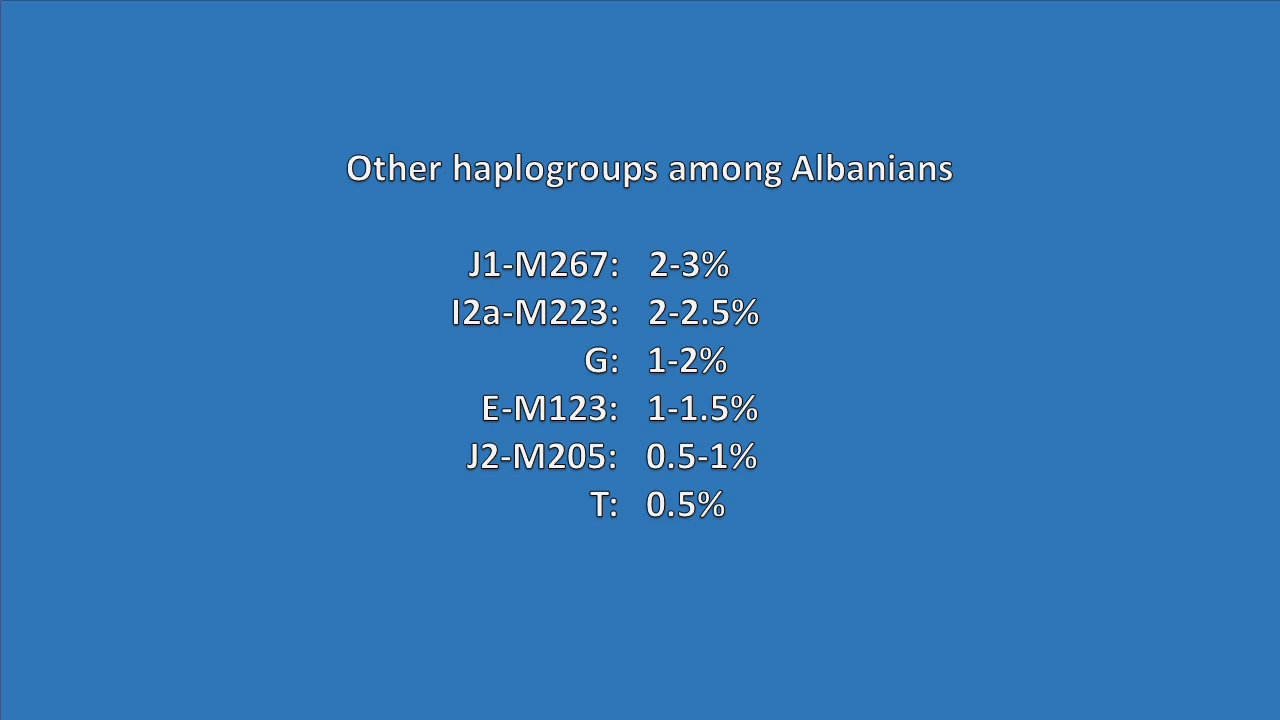 Other haplogroups among Albanians
J1-M267: 2-3%
I2a-M223: 2-2.5%
G: 1-2%
E-M123: 1-1.5%
J2-M205: 0.5-1%
T: 0.5%